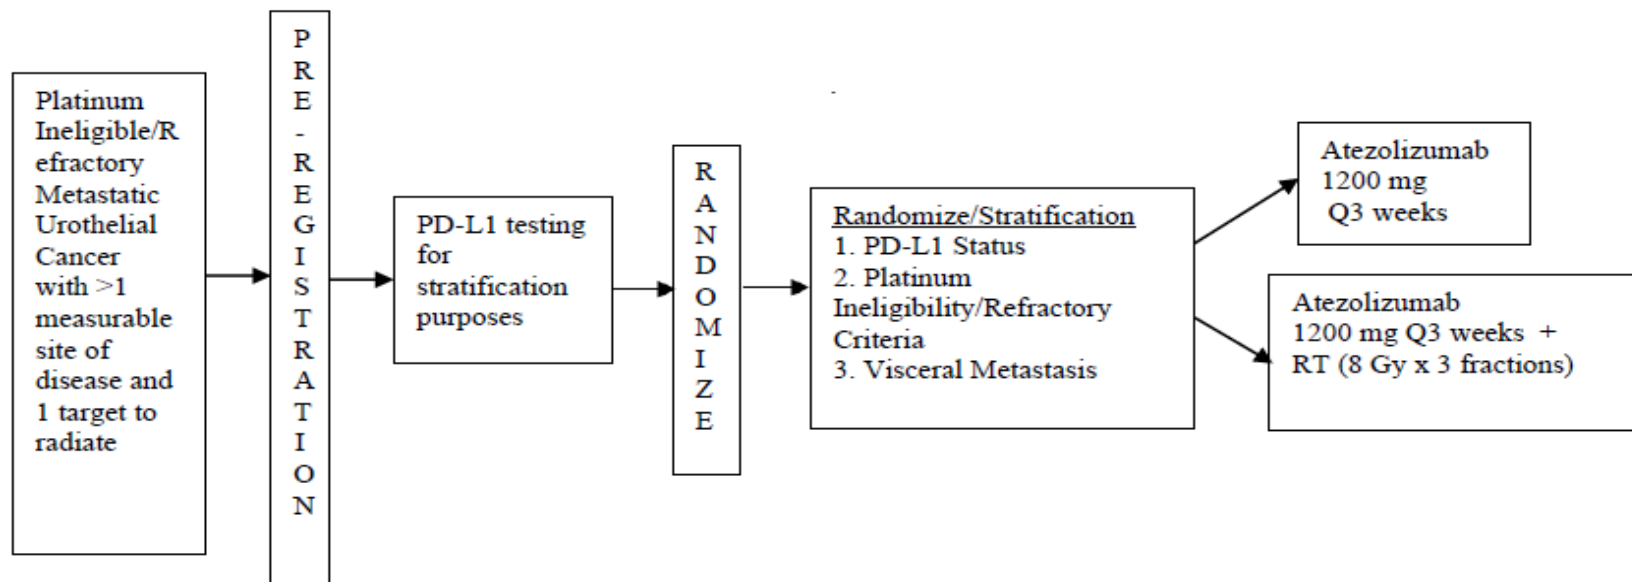 Platinum
Ineligible/R
efractory
Metastatic
Urothelial
Cancer
with >1
measurable
site of
disease and
1 target to
radiate
P
R
E
-
R
E
G
I
S
T
R
A
T
I
O
N
PD-L1 testing
for
stratification
purposes
R
A
N
D
O
M
I
Z
E
Randomize/Stratification
1. PD-L1 Status
2. Platinum
Ineligibility/Refractory
Criteria
3. Visceral Metastasis
Atezolizumab
1200 mg
Q3 weeks
Atezolizumab
1200 mg Q3 weeks +
RT (8 Gy x 3 fractions)